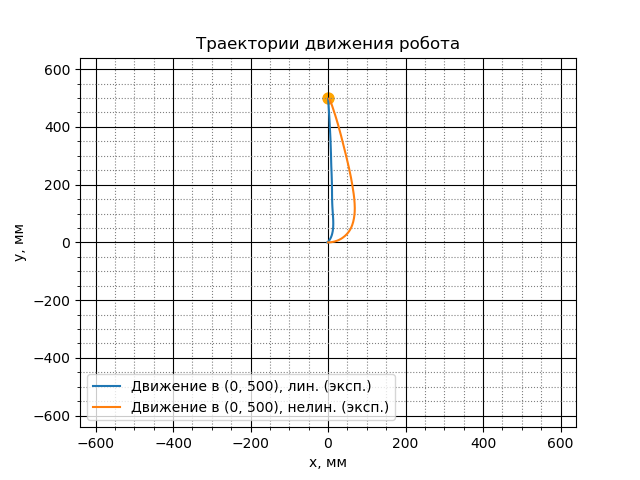 Траектории движения робота
600
400
200
0
−200
−400
−600
y, мм
Движение в (0, 500), лин. (эксп.)
Движение в (0, 500), нелин. (эксп.)
−600 −400 −200 0 200 400 600
x, мм